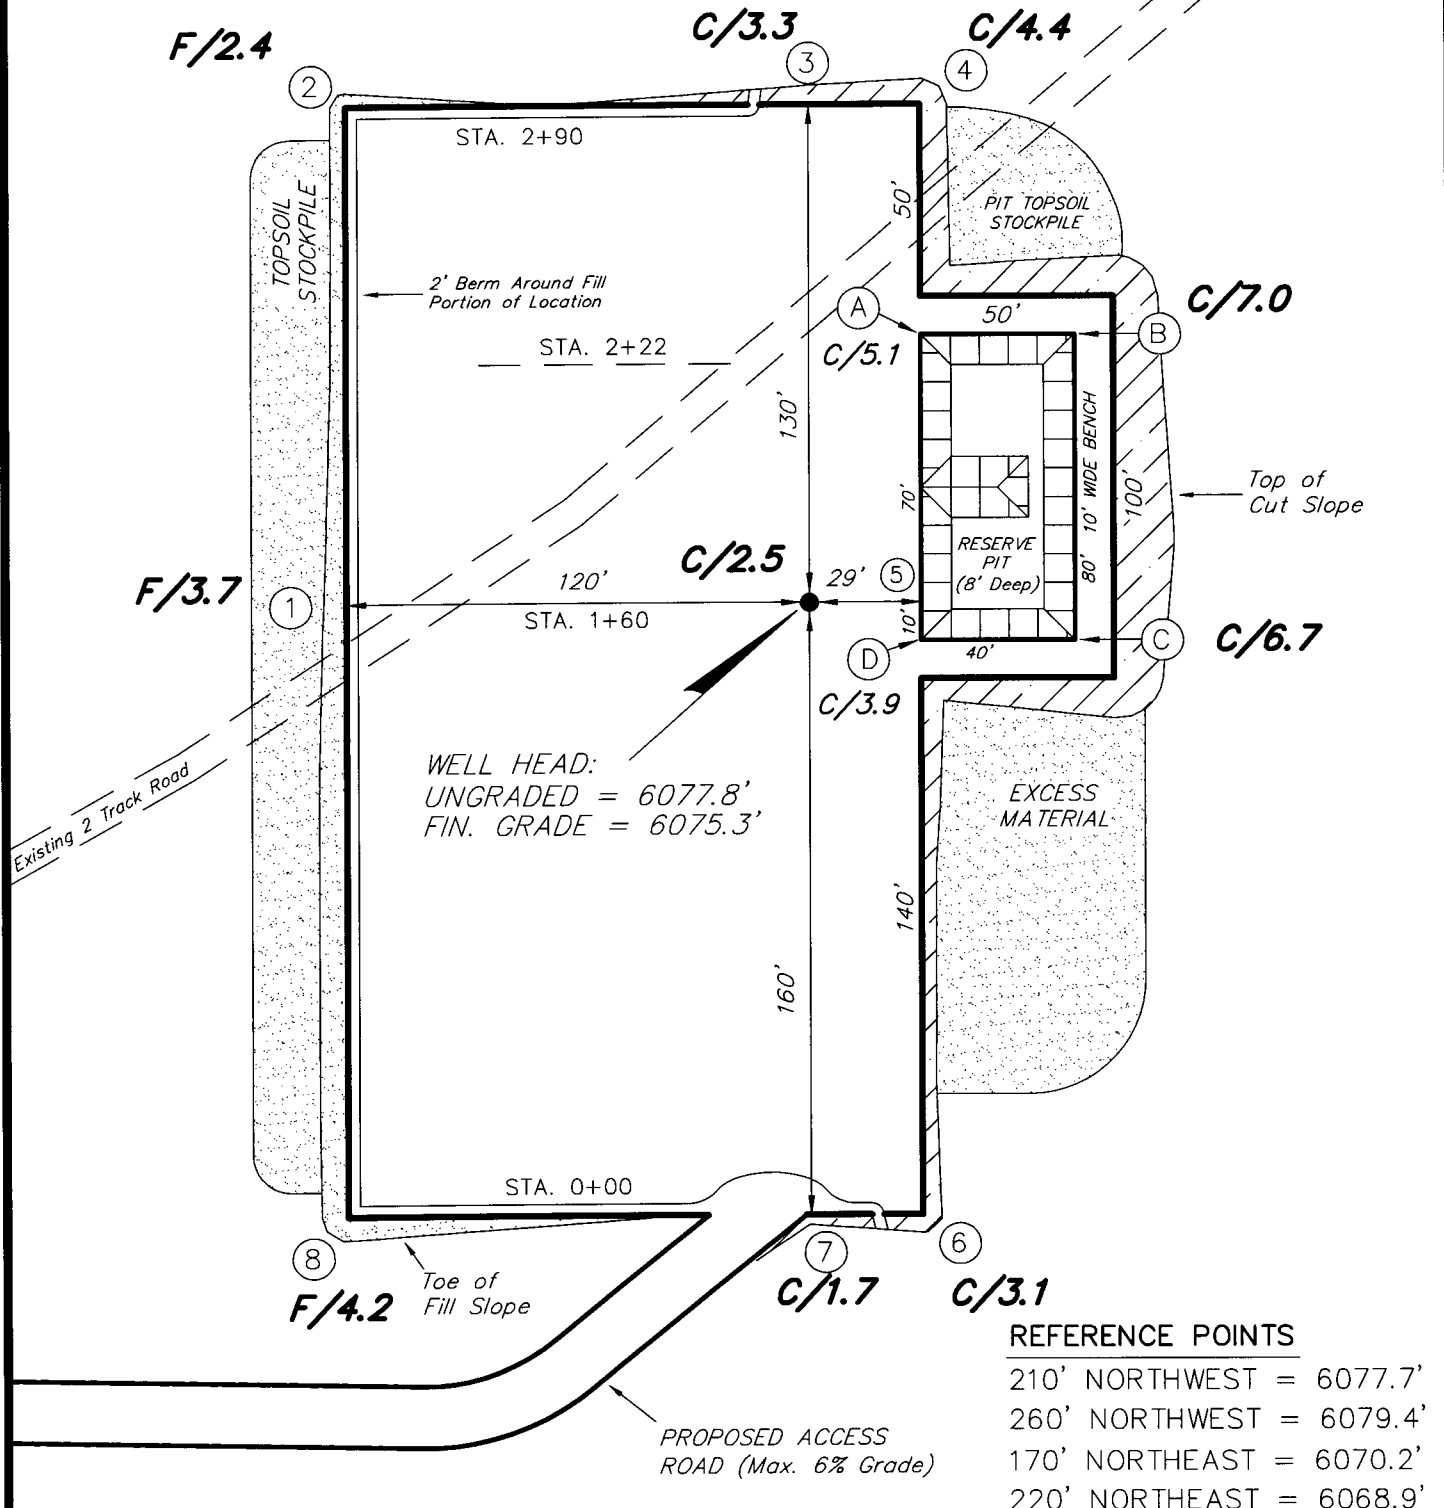 F/2.4
C/3.3
C/4.4
2
3
4
STA. 2+90
TOPSOIL
STOCKPILE
50'
PIT TOPSOIL
STOCKPILE
2' Berm Around Fill
Portion of Location
A
50'
C/7.0
B
STA. 2+22
C/5.1
130'
10' WIDE BENCH
100'
Top of
Cut Slope
70'
RESERVE
PIT
(8' Deep)
80'
F/3.7
1
120'
STA. 1+60
C/2.5
29'
5
10'
40'
D
C
C/6.7
C/3.9
WELL HEAD:
UNGRADED = 6077.8'
FIN. GRADE = 6075.3'
Existing 2 Track Road
EXCESS
MATERIAL
140'
160'
STA. 0+00
8
F/4.2
Toe of
Fill Slope
7
C/1.7
6
C/3.1
PROPOSED ACCESS
ROAD (Max. 6% Grade)
REFERENCE POINTS
210' NORTHWEST = 6077.7'
260' NORTHWEST = 6079.4'
170' NORTHEAST = 6070.2'
220' NORTHEAST = 6068.9'